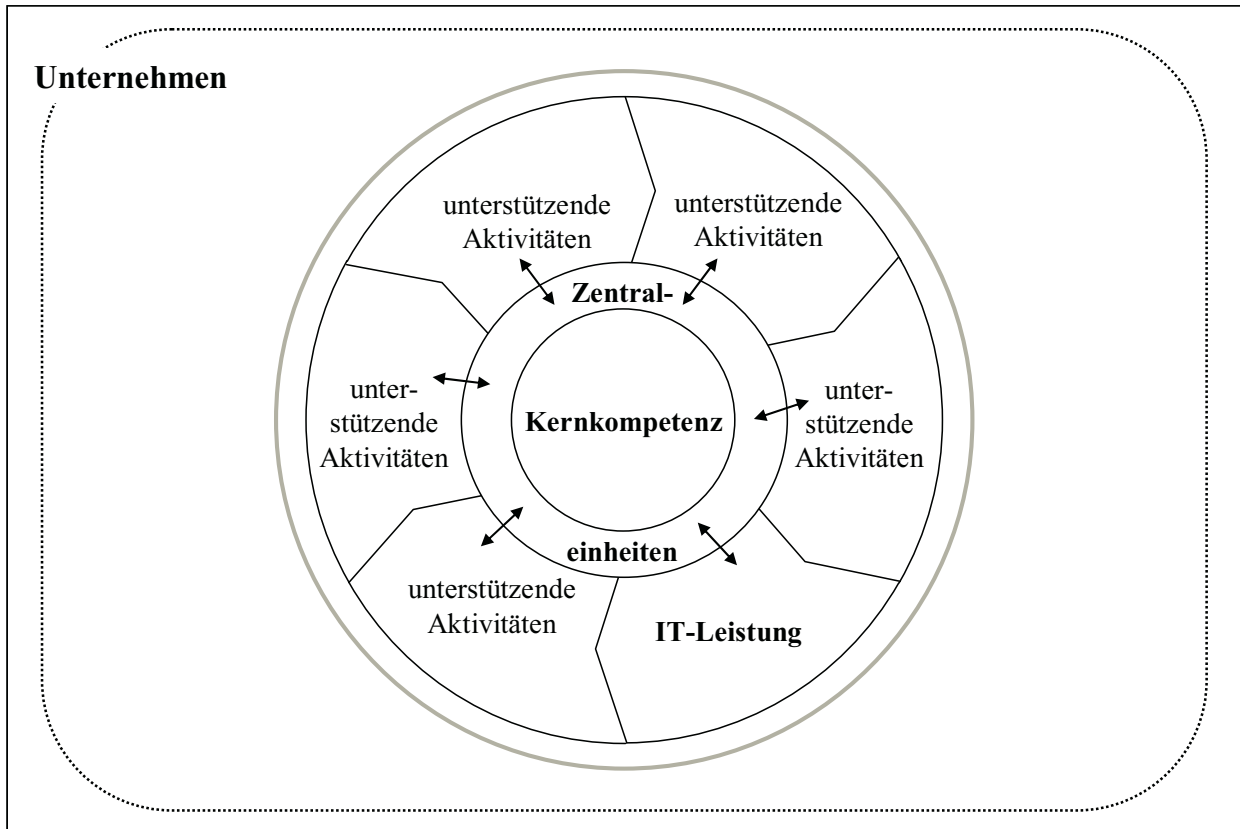 Unternehmen
unterstützende
Aktivitäten
unterstützende
Aktivitäten
Zentral-
unter-
stützende
Aktivitäten
Kernkompetenz
unter-
stützende
Aktivitäten
einheiten
unterstützende
Aktivitäten
IT-Leistung